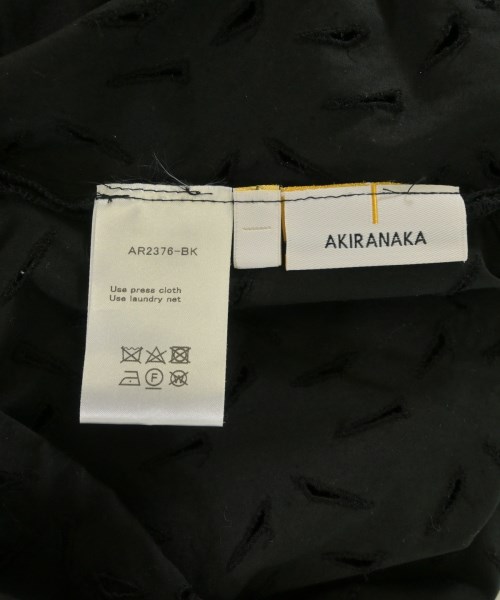 AR2376-BK
AKIRANAKA
Use press cloth
Use laundry net
F
W